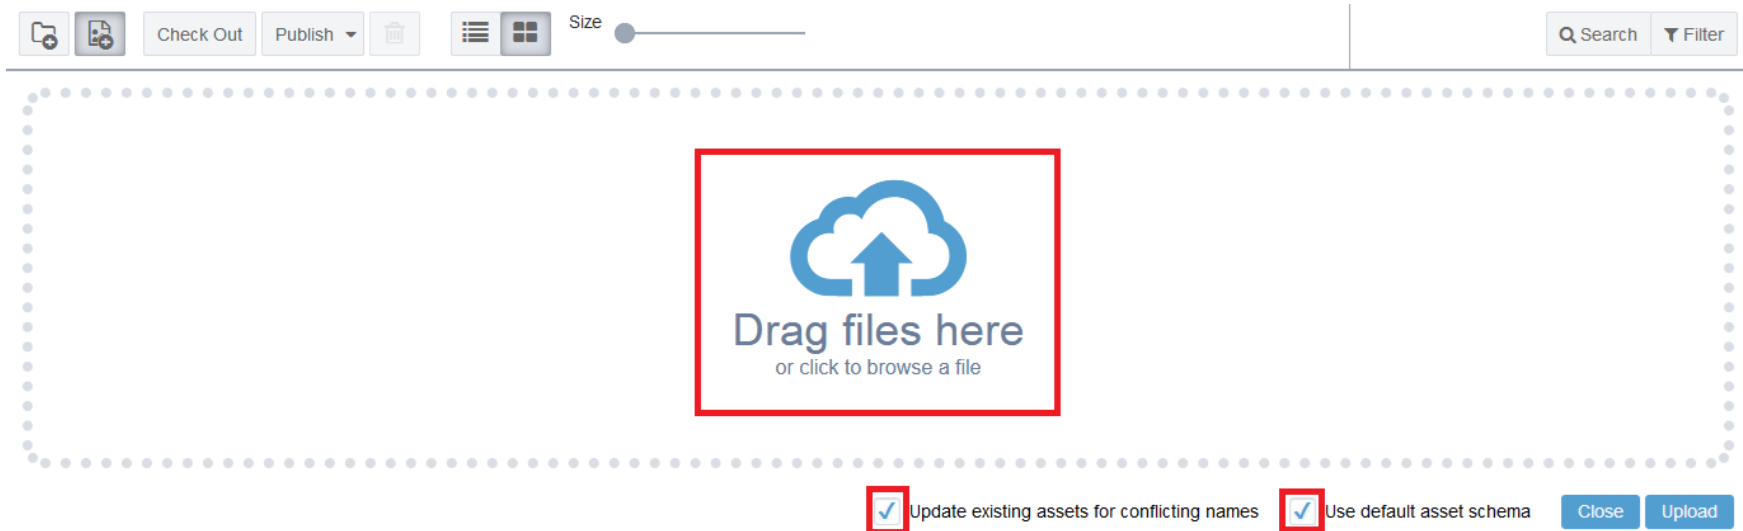 Check Out
Publish
Size
Search
Filter
Drag files here
or click to browse a file
Update existing assets for conflicting names
Use default asset schema
Close
Upload